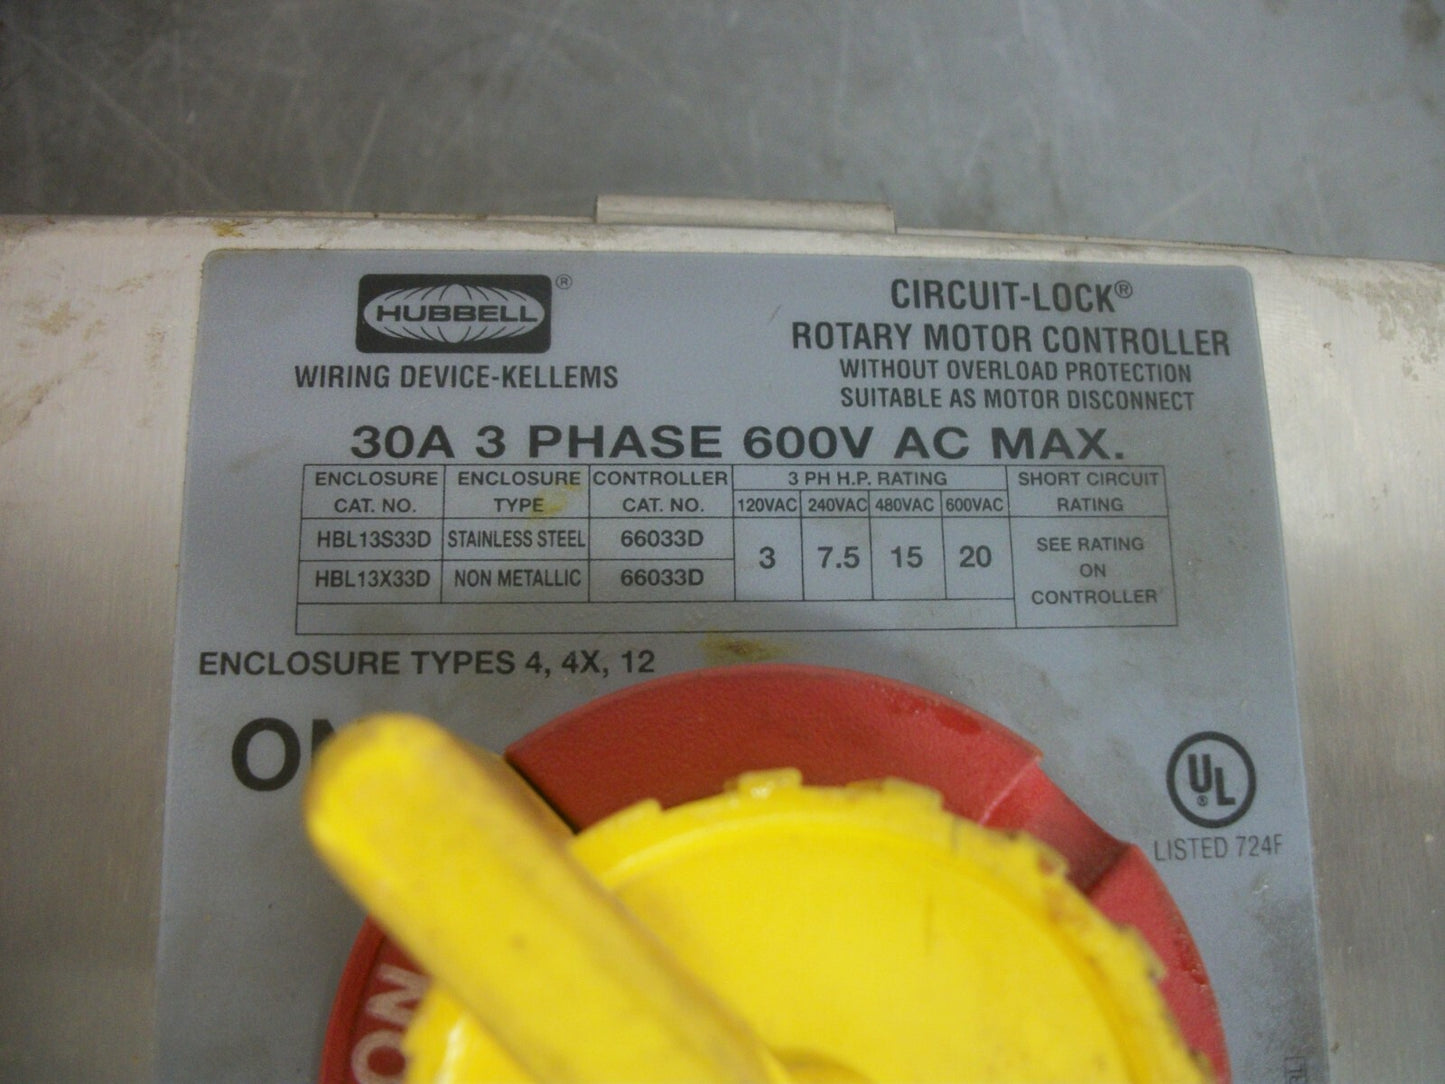 HUBBELL®
WIRING DEVICE-KELLEMS
CIRCUIT-LOCK®
ROTARY MOTOR CONTROLLER
WITHOUT OVERLOAD PROTECTION
SUITABLE AS MOTOR DISCONNECT
30A 3 PHASE 600V AC MAX.
ENCLOSURE CAT. NO. ENCLOSURE TYPE CONTROLLER CAT. NO. 3 PH H.P. RATING SHORT CIRCUIT RATING
120VAC 240VAC 480VAC 600VAC
HBL13S33D STAINLESS STEEL 66033D
HBL13X33D NON METALLIC 66033D
3 7.5 15 20
SEE RATING
ON
CONTROLLER
ENCLOSURE TYPES 4, 4X, 12
ON
UL®
LISTED 724F
ON